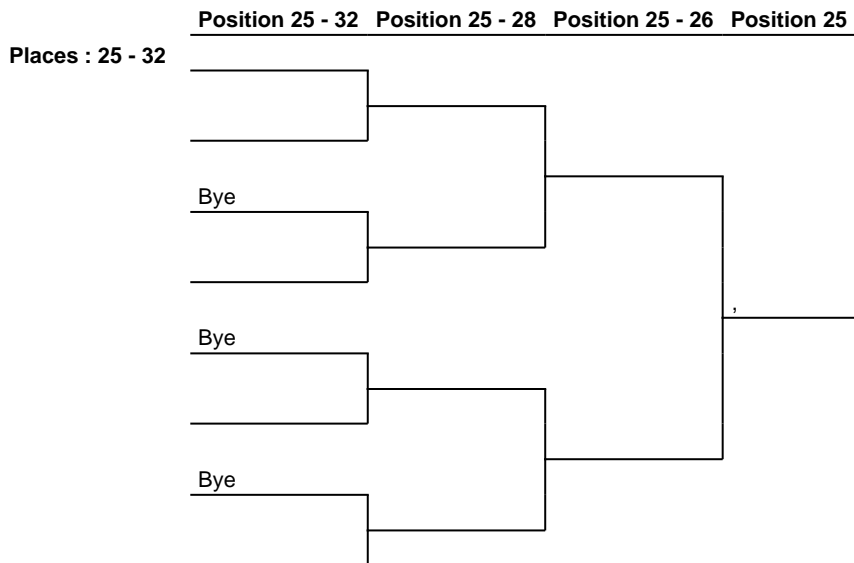 Position 25 - 32 Position 25 - 28 Position 25 - 26 Position 25
Places : 25 - 32
Bye
,
Bye
Bye